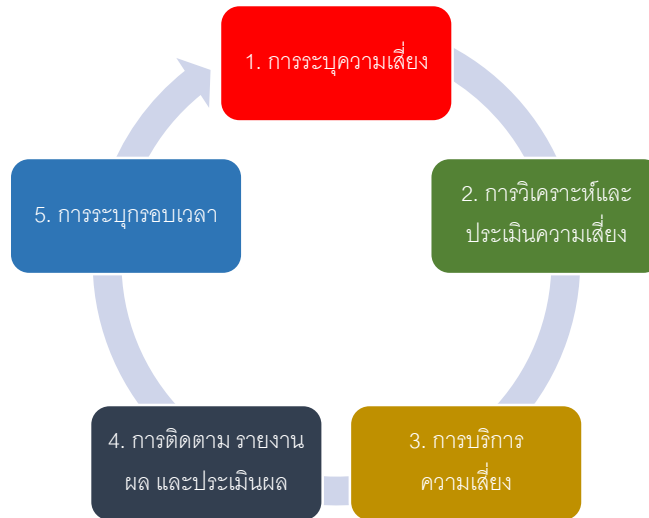 1. การระบุความเสี่ยง
2. การวิเคราะห์และ
ประเมินความเสี่ยง
3. การบริการ
ความเสี่ยง
4. การติดตาม รายงาน
ผล และประเมินผล
5. การระบุกรอบเวลา